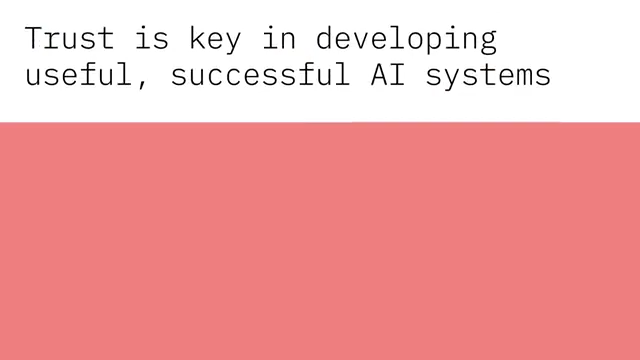 Trust is key in developing
useful, successful AI systems